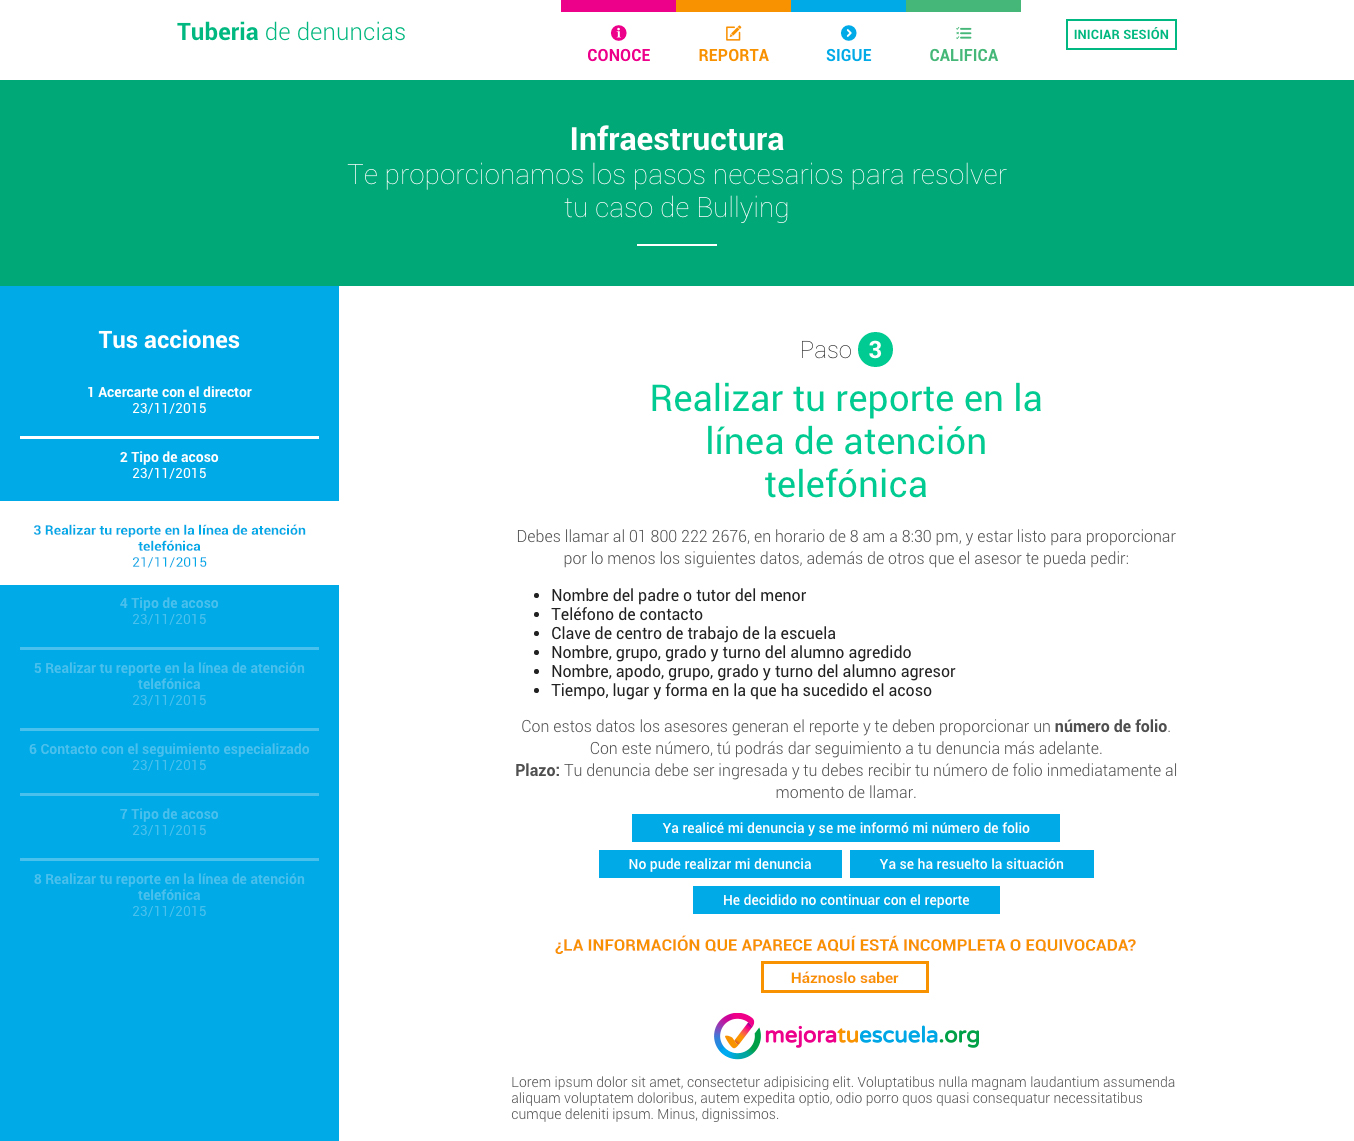 Tuberia de denuncias
CONOCE
REPORTA
SIGUE
CALIFICA
INICIAR SESIÓN
Infraestructura
Te proporcionamos los pasos necesarios para resolver
tu caso de Bullying
Tus acciones
1 Acercarte con el director
23/11/2015
2 Tipo de acoso
23/11/2015
3 Realizar tu reporte en la línea de atención
telefónica
21/11/2015
4 Tipo de acoso
23/11/2015
5 Realizar tu reporte en la línea de atención
telefónica
23/11/2015
6 Contacto con el seguimiento especializado
23/11/2015
7 Tipo de acoso
23/11/2015
8 Realizar tu reporte en la línea de atención
telefónica
23/11/2015
Paso 3
Realizar tu reporte en la
línea de atención
telefónica
Debes llamar al 01 800 222 2676, en horario de 8 am a 8:30 pm, y estar listo para proporcionar
por lo menos los siguientes datos, además de otros que el asesor te pueda pedir:
• Nombre del padre o tutor del menor
• Teléfono de contacto
• Clave de centro de trabajo de la escuela
• Nombre, grupo, grado y turno del alumno agredido
• Nombre, apodo, grupo, grado y turno del alumno agresor
• Tiempo, lugar y forma en la que ha sucedido el acoso
Con estos datos los asesores generan el reporte y te deben proporcionar un número de folio.
Con este número, tú podrás dar seguimiento a tu denuncia más adelante.
Plazo: Tu denuncia debe ser ingresada y tu debes recibir tu número de folio inmediatamente al
momento de llamar.
Ya realicé mi denuncia y se me informó mi número de folio
No pude realizar mi denuncia
Ya se ha resuelto la situación
He decidido no continuar con el reporte
¿LA INFORMACIÓN QUE APARECE AQUÍ ESTÁ INCOMPLETA O EQUIVOCADA?
Háznoslo saber
mejoratuescuela.org
Lorem ipsum dolor sit amet, consectetur adipisicing elit. Voluptatibus nulla magnam laudantium assumenda
aliquam voluptatem doloribus, autem expedita optio, odio porro quos quasi consequatur necessitatibus
cumque deleniti ipsum. Minus, dignissimos.